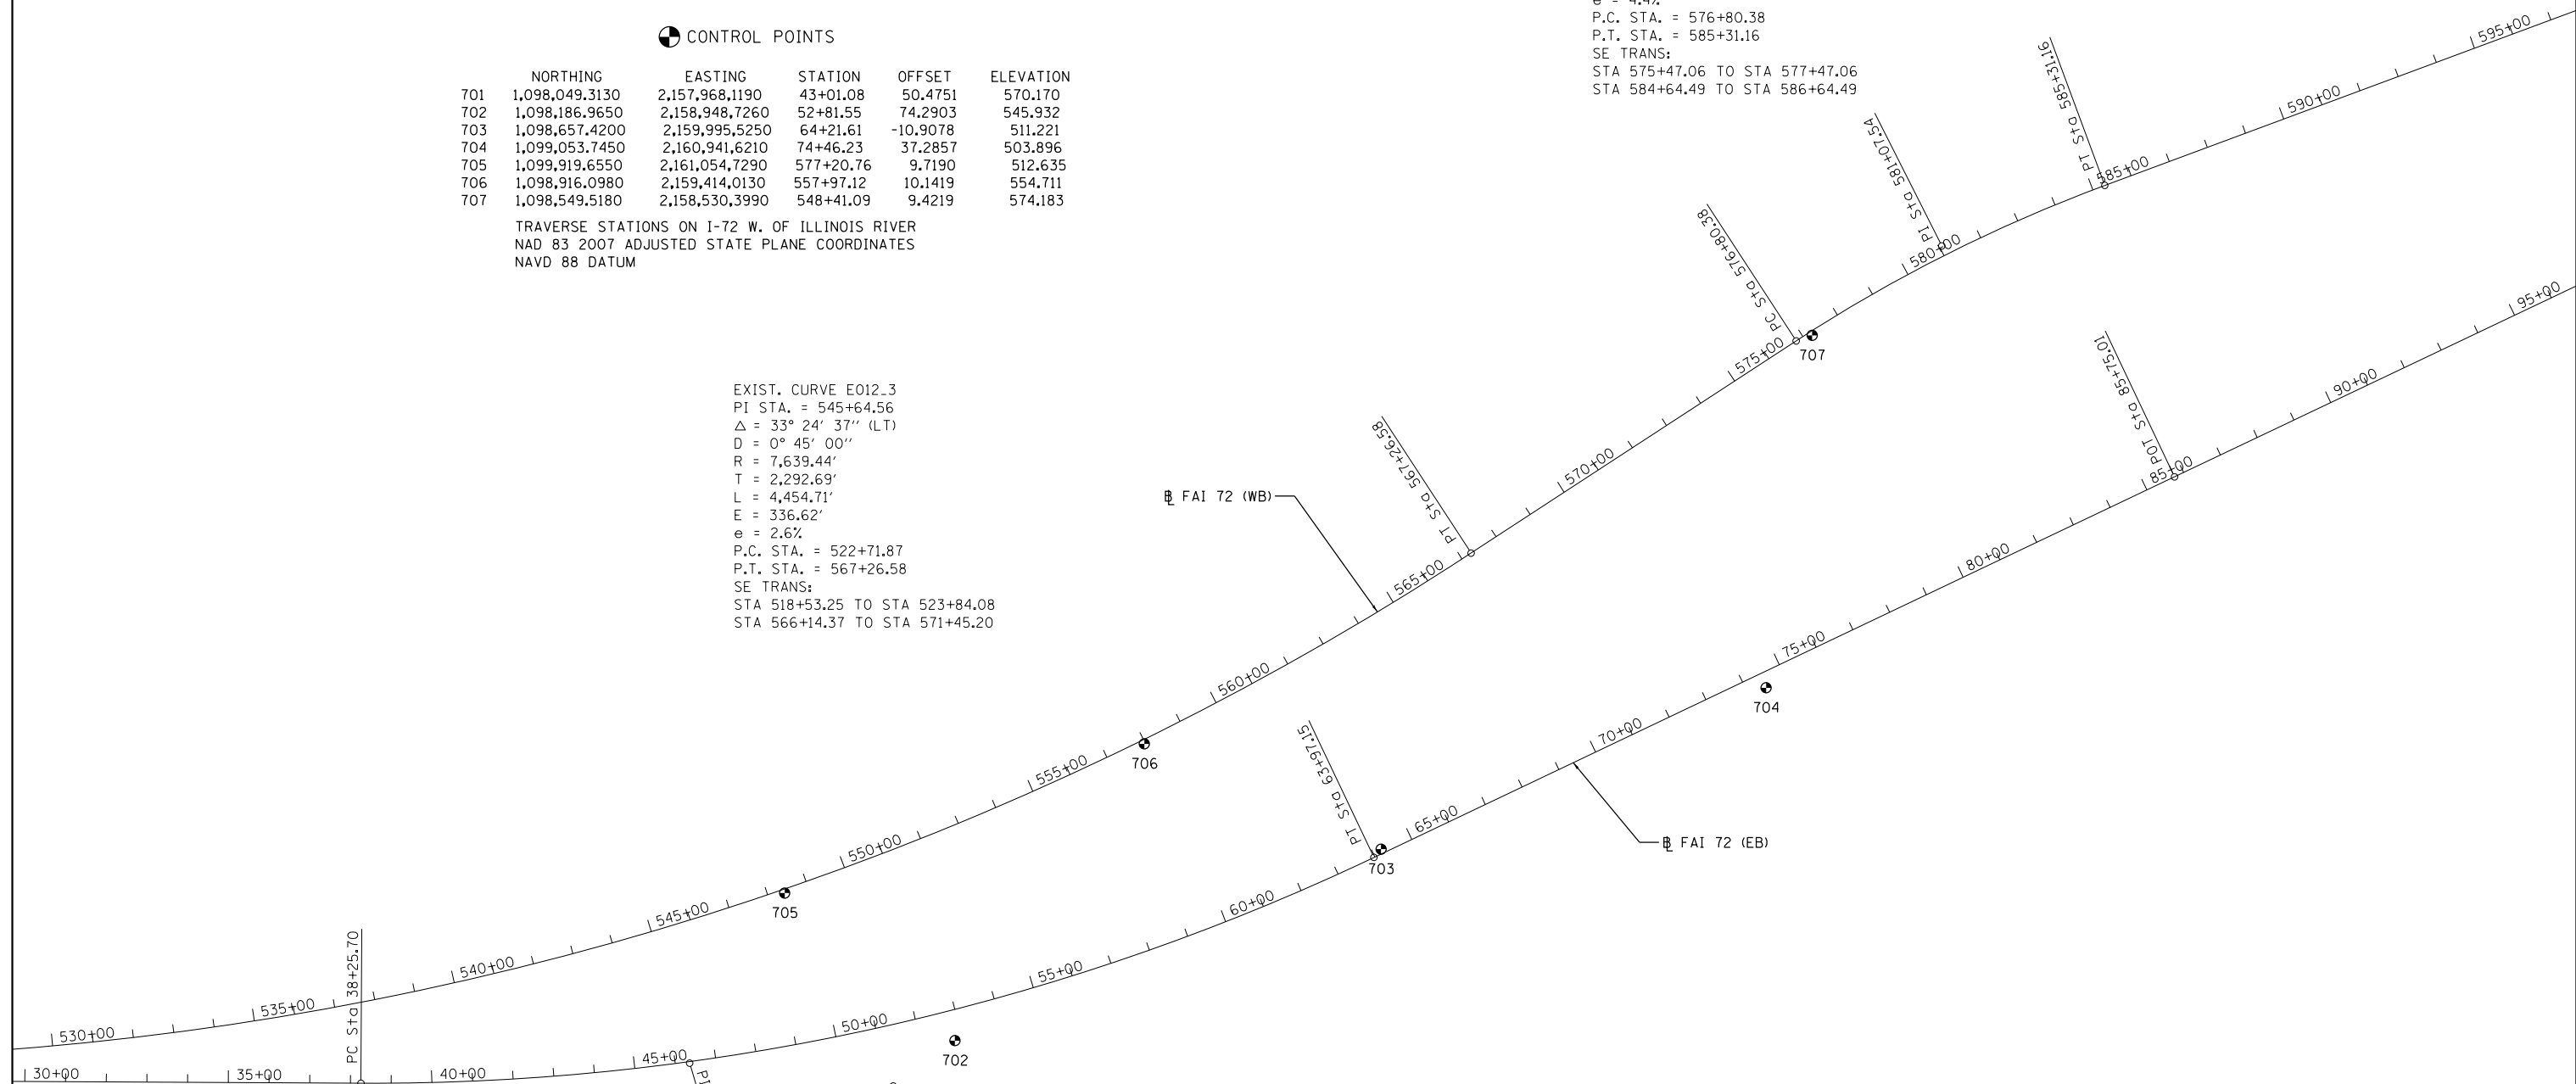 e = 4.4%
P.C. STA. = 576+80.38
P.T. STA. = 585+31.16
SE TRANS:
STA 575+47.06 TO STA 577+47.06
STA 584+64.49 TO STA 586+64.49
CONTROL POINTS
NORTHING EASTING STATION OFFSET ELEVATION
701 1,098,049.3130 2,157,968.1190 43+01.08 50.4751 570.170
702 1,098,186.9650 2,158,948.7260 52+81.55 74.2903 545.932
703 1,098,657.4200 2,159,995.5250 64+21.61 -10.9078 511.221
704 1,099,053.7450 2,160,941.6210 74+46.23 37.2857 503.896
705 1,099,919.6550 2,161,054.7290 577+20.76 9.7190 512.635
706 1,098,916.0980 2,159,414.0130 557+97.12 10.1419 554.711
707 1,098,549.5180 2,158,530.3990 548+41.09 9.4219 574.183
TRAVERSE STATIONS ON I-72 W. OF ILLINOIS RIVER
NAD 83 2007 ADJUSTED STATE PLANE COORDINATES
NAVD 88 DATUM
EXIST. CURVE E012_3
PI STA. = 545+64.56
Δ = 33° 24' 37'' (LT)
D = 0° 45' 00''
R = 7,639.44'
T = 2,292.69'
L = 4,454.71'
E = 336.62'
e = 2.6%
P.C. STA. = 522+71.87
P.T. STA. = 567+26.58
SE TRANS:
STA 518+53.25 TO STA 523+84.08
STA 566+14.37 TO STA 571+45.20
℄ FAI 72 (WB)
℄ FAI 72 (EB)
PC Sta 38+25.70
PT Sta 63+97.15
PT Sta 567+26.58
PC Sta 576+80.38
PI Sta 581+07.54
PT Sta 585+31.16
POT Sta 85+75.01
PI
530+00
535+00
540+00
545+00
550+00
555+00
560+00
565+00
570+00
575+00
580+00
585+00
590+00
595+00
30+00
35+00
40+00
45+00
50+00
55+00
60+00
65+00
70+00
75+00
80+00
85+00
90+00
95+00
702
703
704
705
706
707